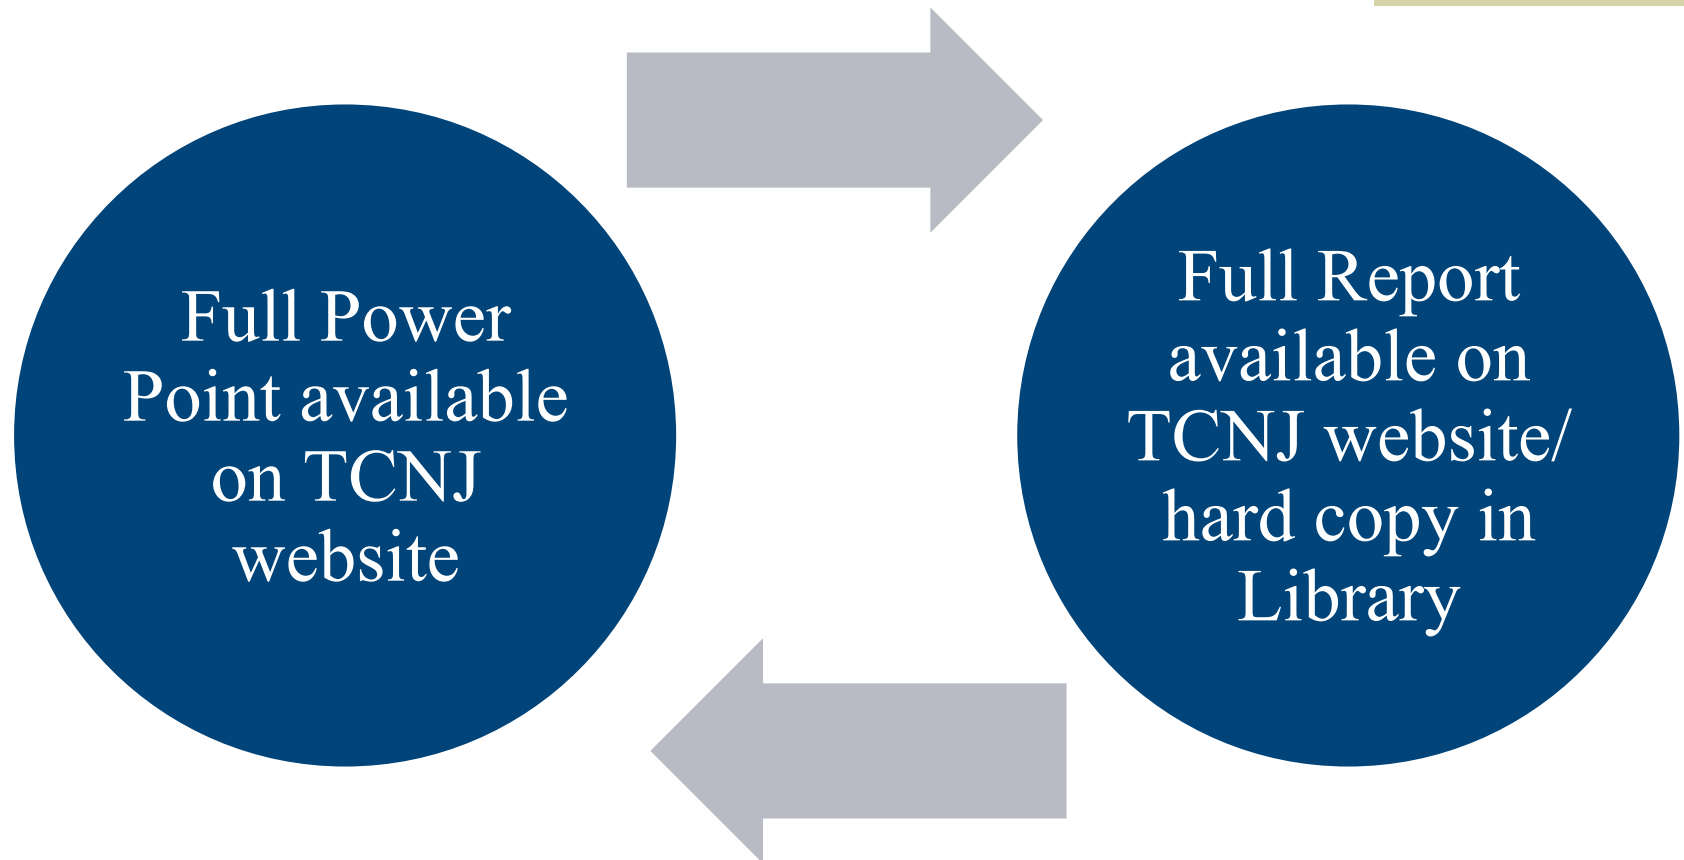 Full Power
Point available
on TCNJ
website
Full Report
available on
TCNJ website/
hard copy in
Library